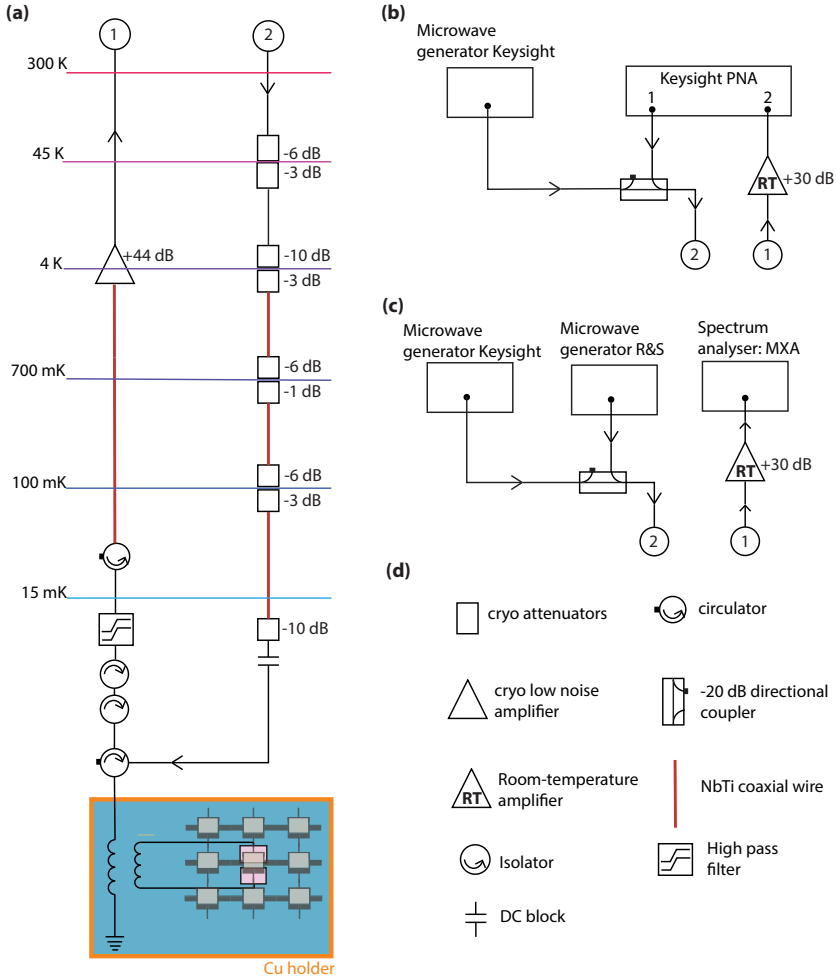 (a)
1
2
300 K
45 K
-6 dB
-3 dB
4 K
+44 dB
-10 dB
-3 dB
700 mK
-6 dB
-1 dB
100 mK
-6 dB
-3 dB
15 mK
-10 dB
Cu holder
(b)
Microwave
generator Keysight
Keysight PNA
1
2
RT
+30 dB
2
1
(c)
Microwave
generator Keysight
Microwave
generator R&S
Spectrum
analyser: MXA
RT
+30 dB
2
1
(d)
cryo attenuators
circulator
cryo low noise
amplifier
-20 dB directional
coupler
RT
Room-temperature
amplifier
NbTi coaxial wire
Isolator
High pass
filter
DC block